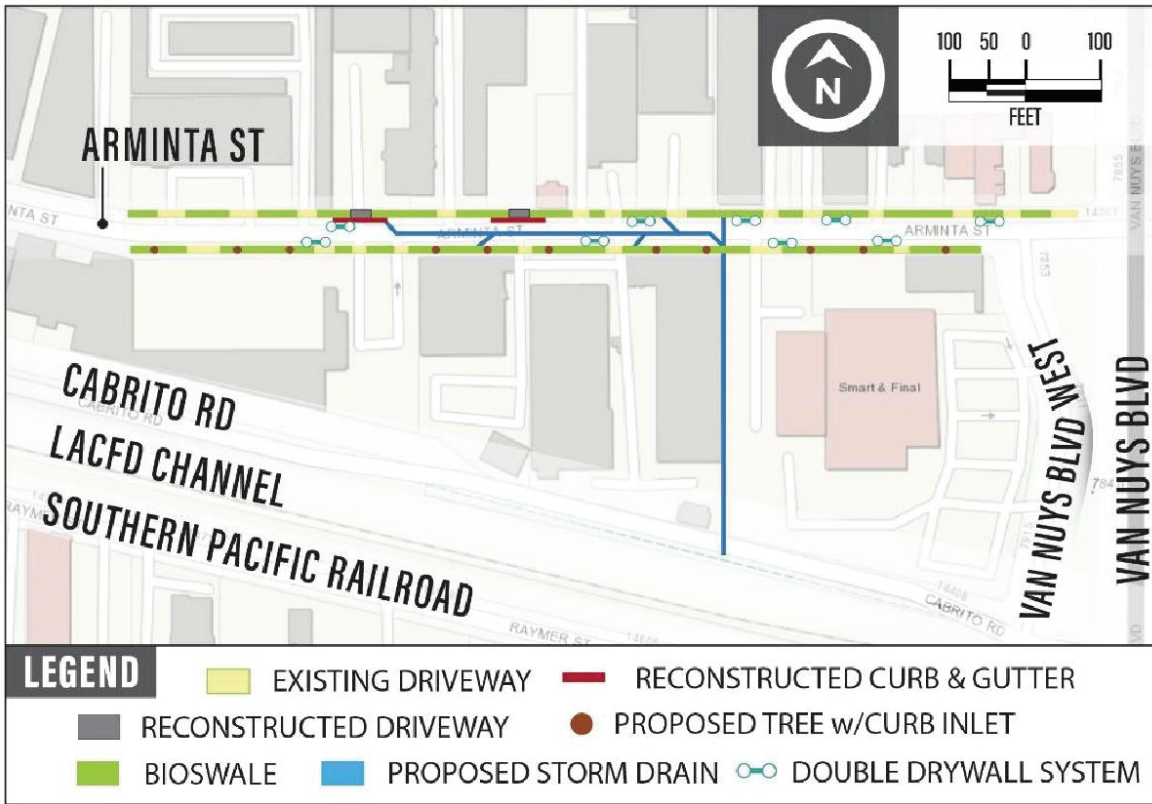 N
100 50 0 100
FEET
ARMINTA ST
NTA ST
ARMINTA ST
ARMINTA ST
14501
7855
VAN NUYS BLVD
7853
Smart & Final
CABRITO RD
CABRITO RD
LACFD CHANNEL
SOUTHERN PACIFIC RAILROAD
RAYMER ST
14408
CABRITO RD
VAN NUYS BLVD WEST
VAN NUYS BLVD
7815
LEGEND
EXISTING DRIVEWAY
RECONSTRUCTED CURB & GUTTER
RECONSTRUCTED DRIVEWAY
PROPOSED TREE w/CURB INLET
BIOSWALE
PROPOSED STORM DRAIN
DOUBLE DRYWALL SYSTEM